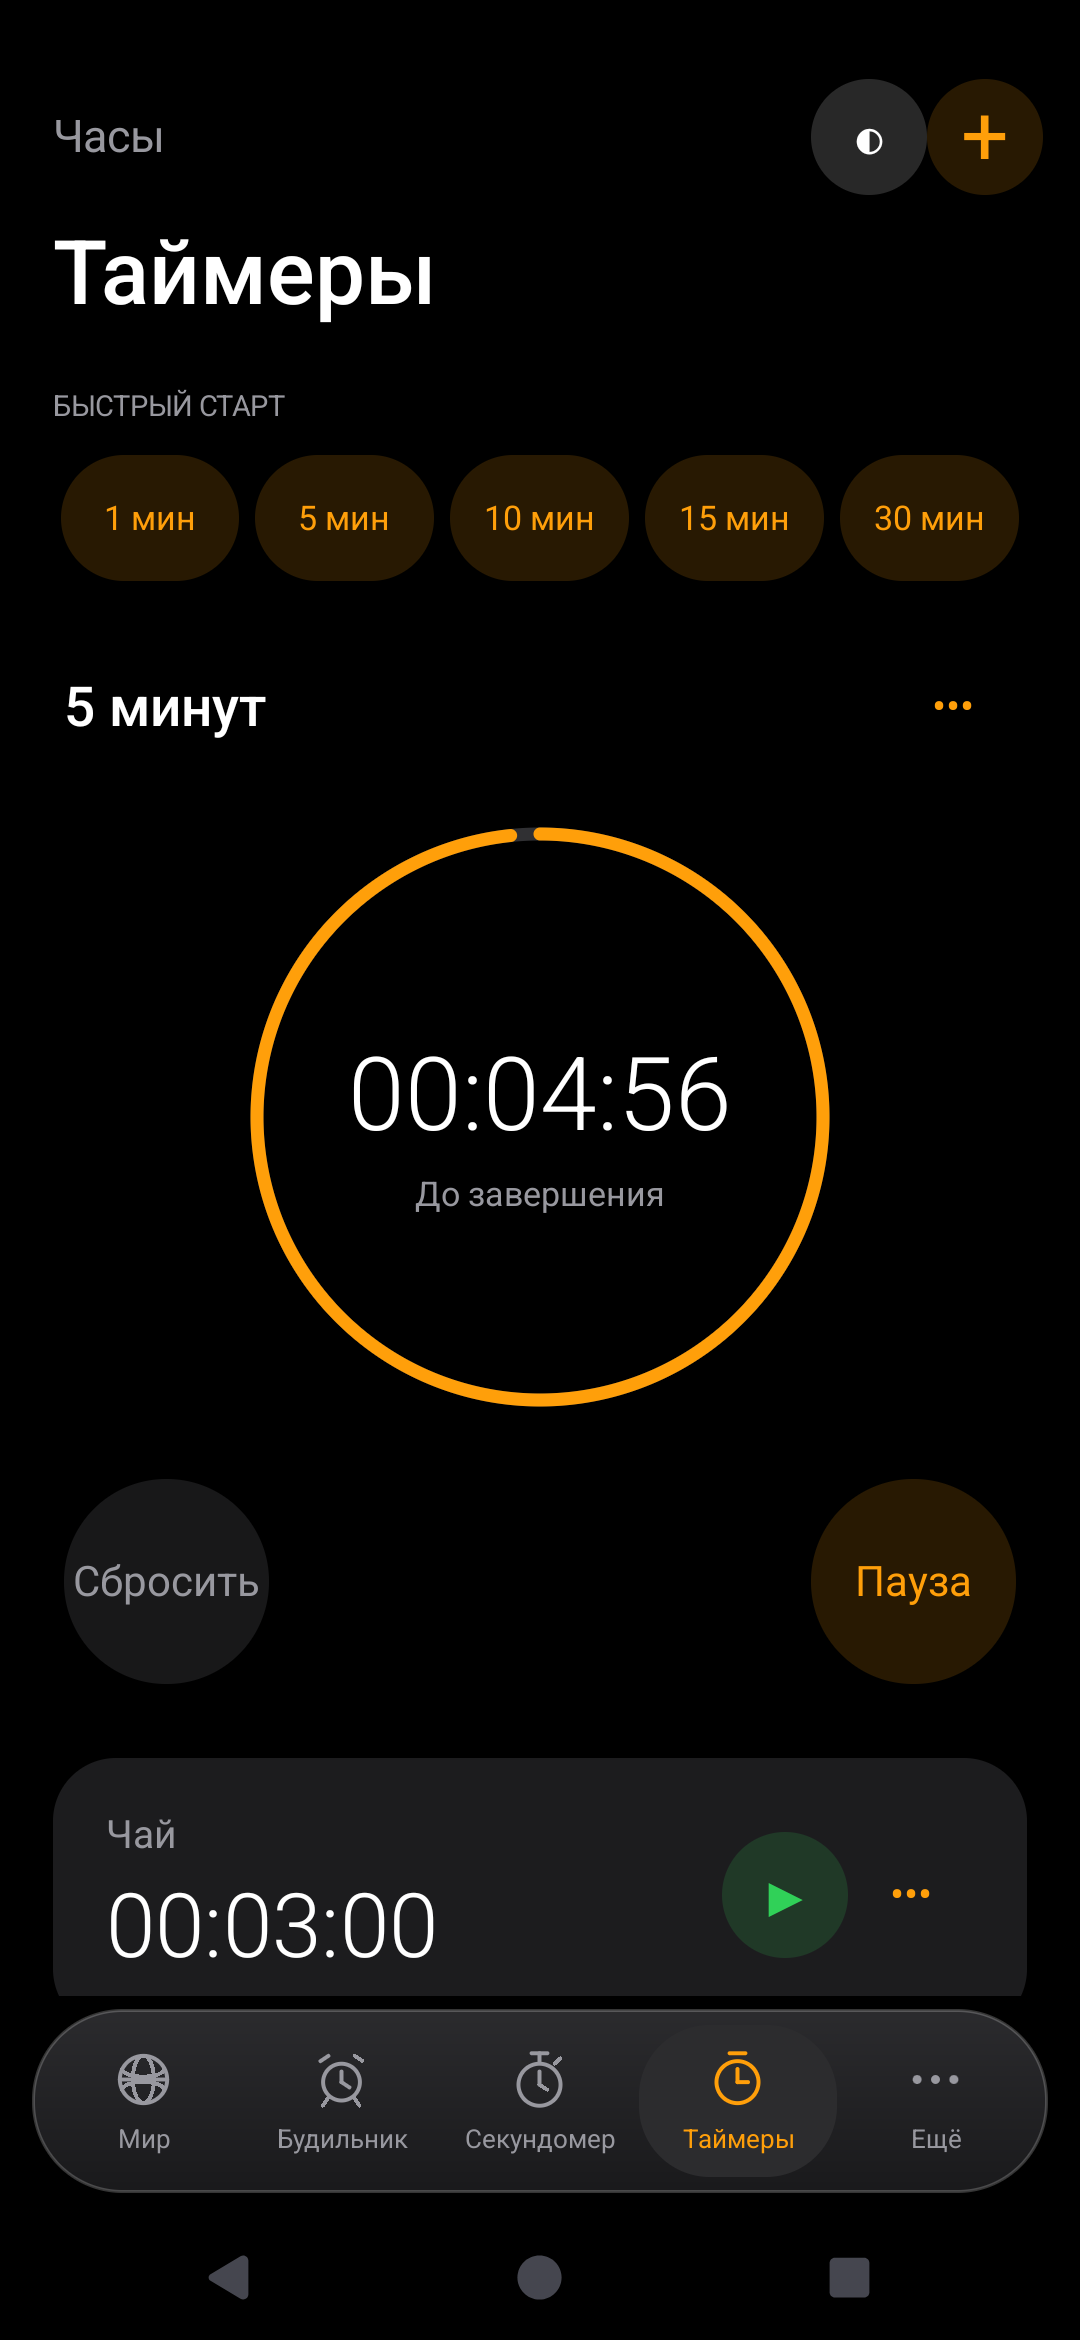 Часы
Таймеры
БЫСТРЫЙ СТАРТ
1 мин
5 мин
10 мин
15 мин
30 мин
5 минут
00:04:56
До завершения
Сбросить
Пауза
Чай
00:03:00
Мир
Будильник
Секундомер
Таймеры
Ещё